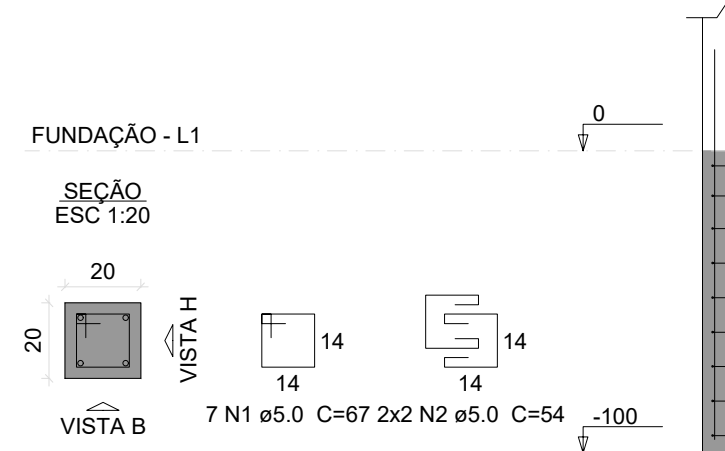 0
FUNDAÇÃO - L1
SEÇÃO
ESC 1:20
20
20
VISTA H
VISTA B
14
14
7 N1 ø5.0 C=67
14
14
2x2 N2 ø5.0 C=54
-100